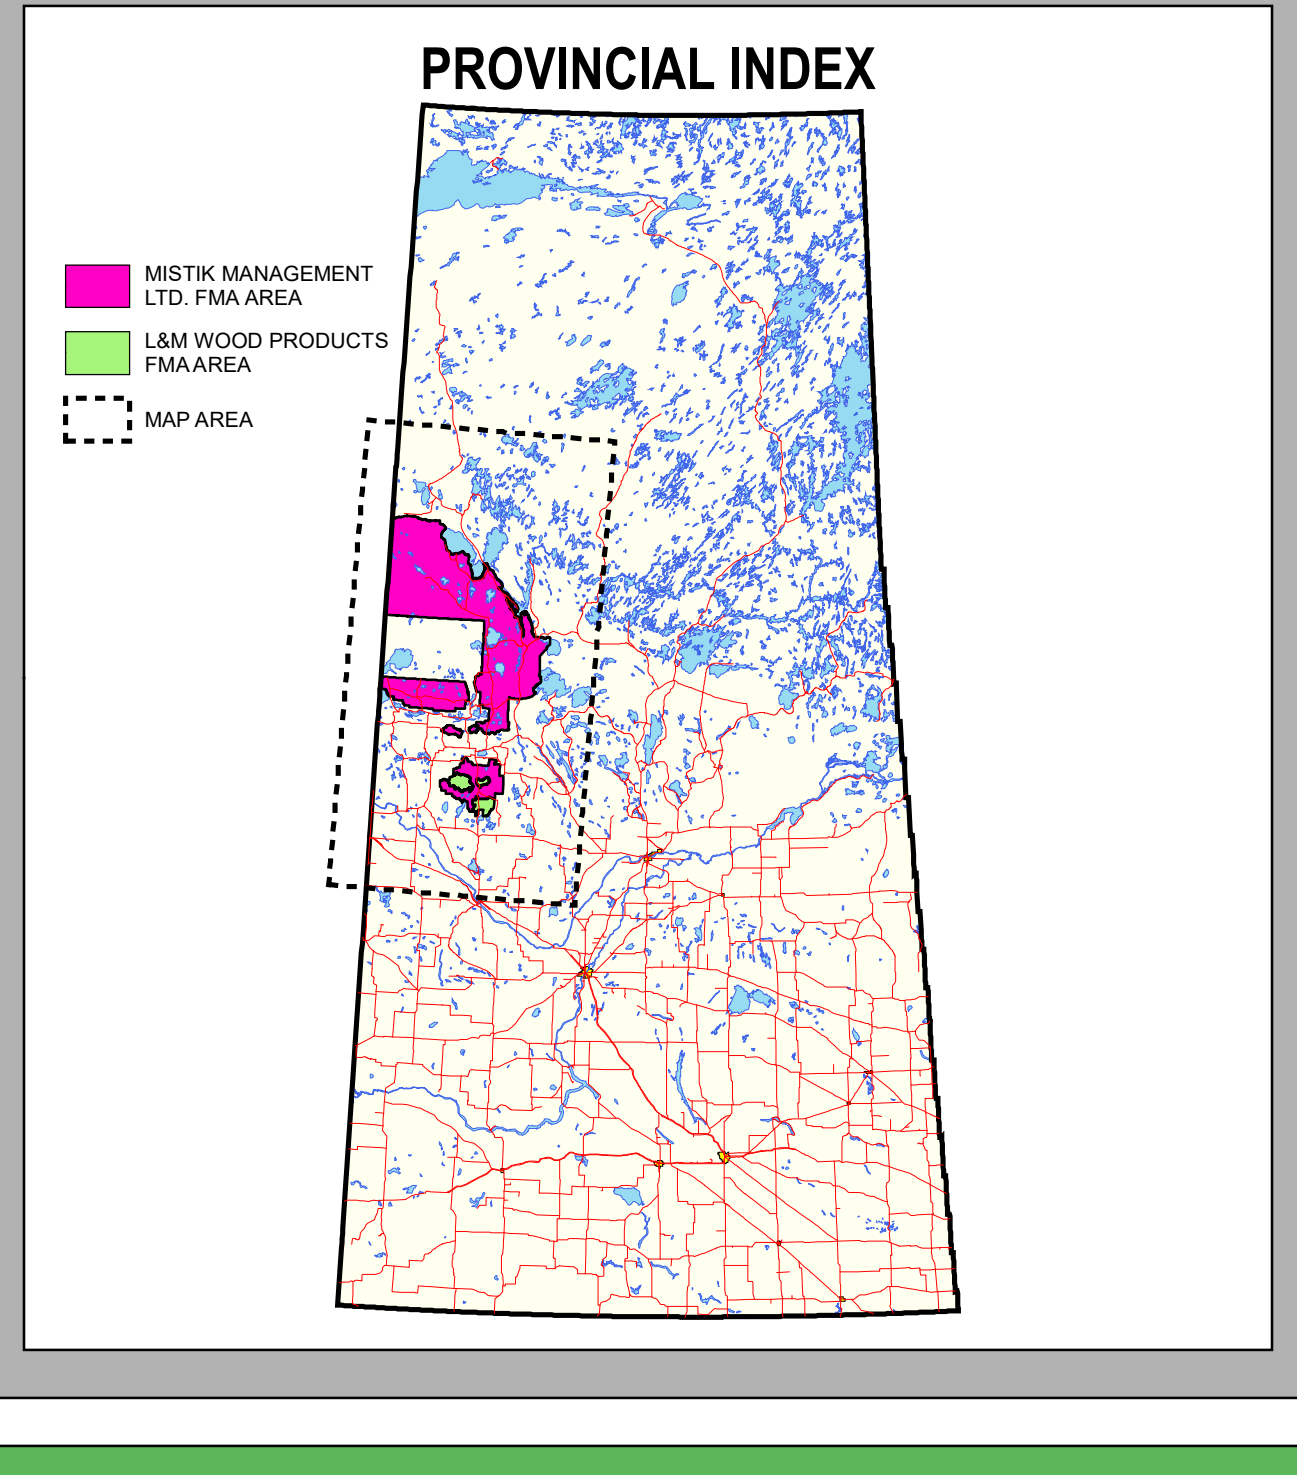 PROVINCIAL INDEX
MISTIK MANAGEMENT
LTD. FMA AREA
L&M WOOD PRODUCTS
FMA AREA
MAP AREA